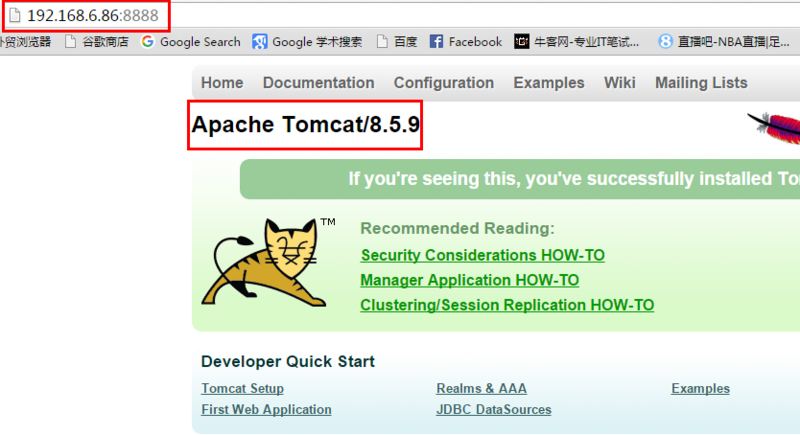 192.168.6.86:8888
贸浏览器 谷歌商店 Google Search Google 学术搜索 百度 Facebook 牛客网-专业IT笔试... 直播吧-NBA直播|足...
Home Documentation Configuration Examples Wiki Mailing Lists
Apache Tomcat/8.5.9
If you're seeing this, you've successfully installed To
TM
Recommended Reading:
Security Considerations HOW-TO
Manager Application HOW-TO
Clustering/Session Replication HOW-TO
Developer Quick Start
Tomcat Setup Realms & AAA Examples
First Web Application JDBC DataSources